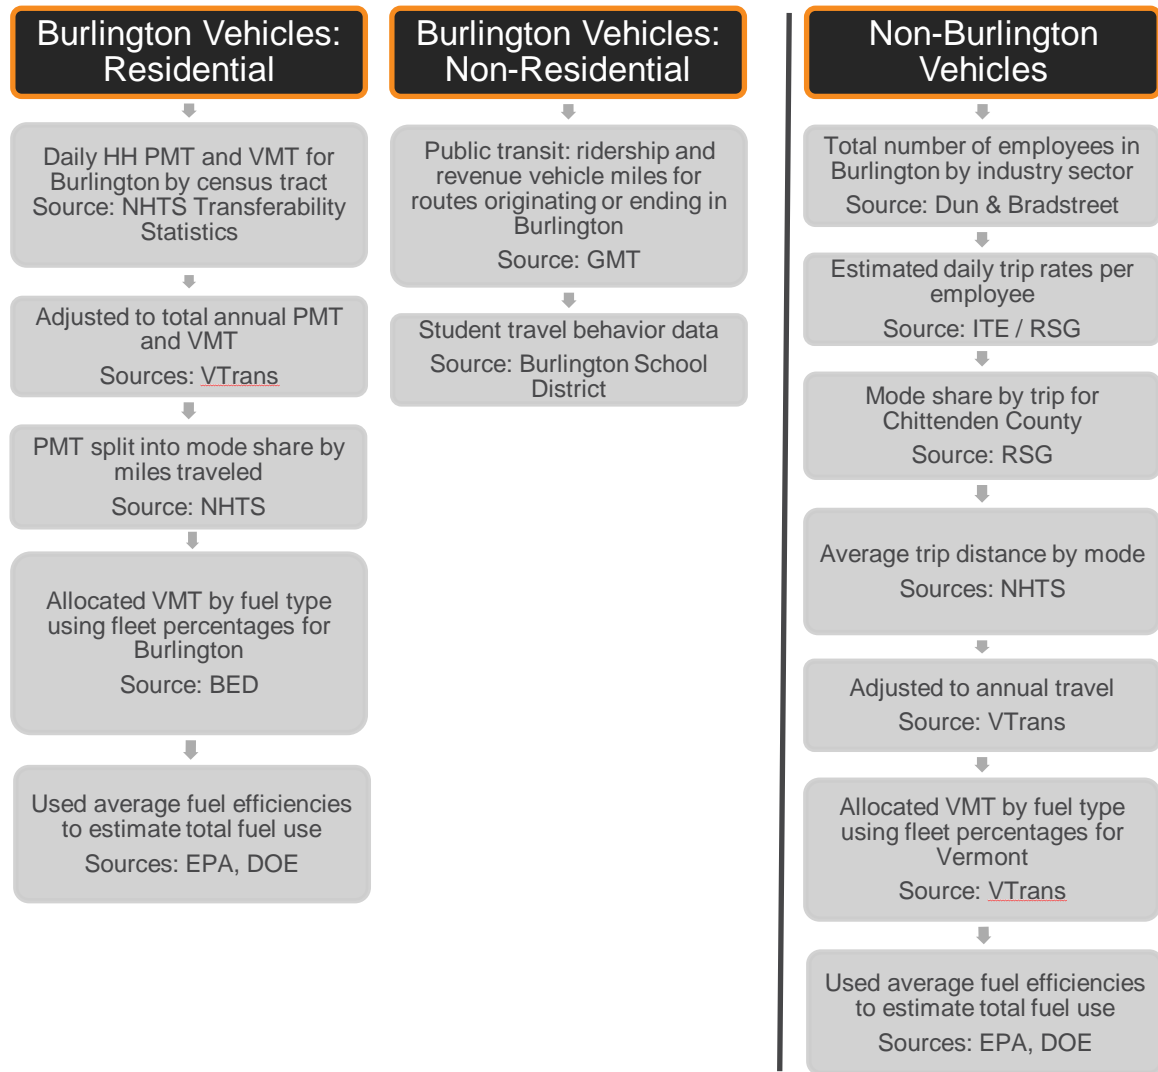 Burlington Vehicles:
Residential
Daily HH PMT and VMT for
Burlington by census tract
Source: NHTS Transferability
Statistics
Adjusted to total annual PMT
and VMT
Sources: VTrans
PMT split into mode share by
miles traveled
Source: NHTS
Allocated VMT by fuel type
using fleet percentages for
Burlington
Source: BED
Used average fuel efficiencies
to estimate total fuel use
Sources: EPA, DOE
Burlington Vehicles:
Non-Residential
Public transit: ridership and
revenue vehicle miles for
routes originating or ending in
Burlington
Source: GMT
Student travel behavior data
Source: Burlington School
District
Non-Burlington
Vehicles
Total number of employees in
Burlington by industry sector
Source: Dun & Bradstreet
Estimated daily trip rates per
employee
Source: ITE / RSG
Mode share by trip for
Chittenden County
Source: RSG
Average trip distance by mode
Sources: NHTS
Adjusted to annual travel
Source: VTrans
Allocated VMT by fuel type
using fleet percentages for
Vermont
Source: VTrans
Used average fuel efficiencies
to estimate total fuel use
Sources: EPA, DOE